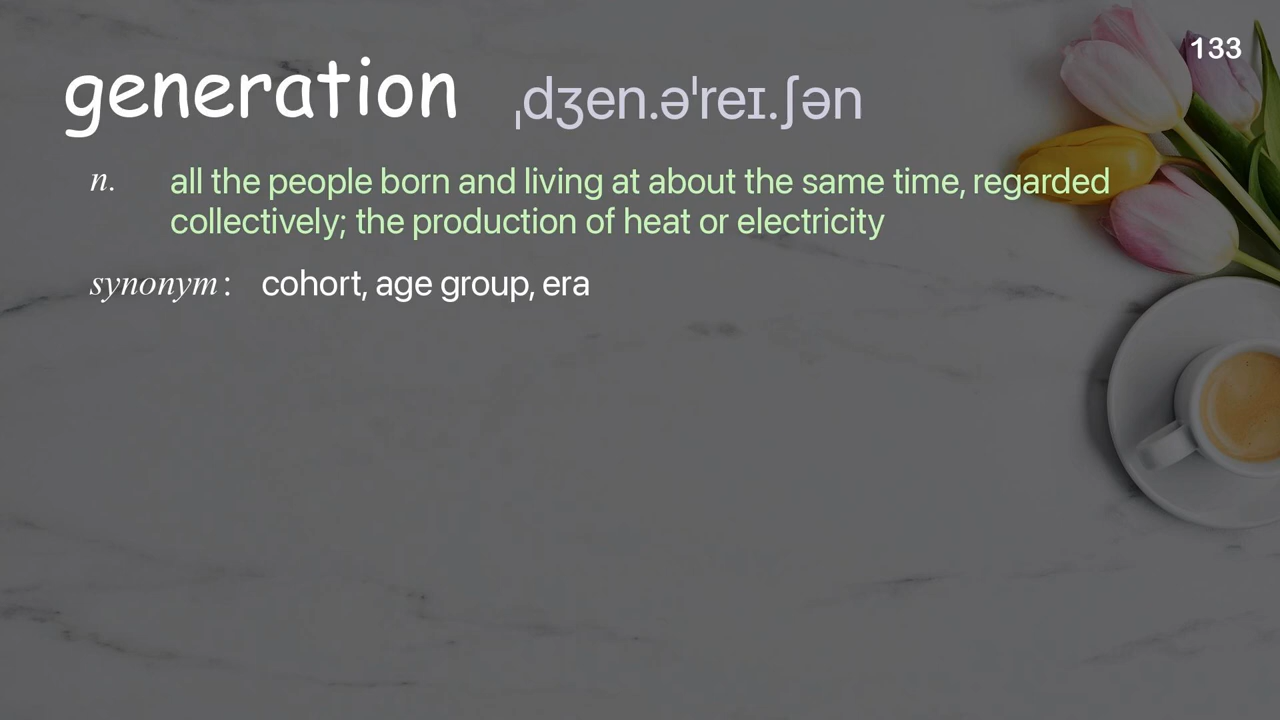 133
generation ˌdʒen.əˈreɪ.ʃən
n. all the people born and living at about the same time, regarded
collectively; the production of heat or electricity
synonym: cohort, age group, era